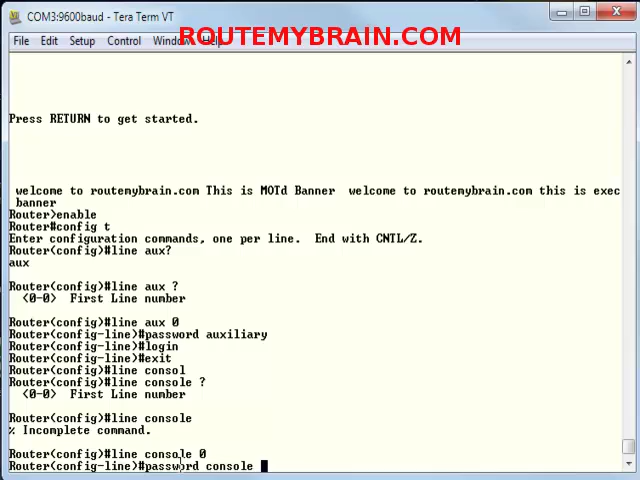 COM3:9600baud - Tera Term VT
ROUTEMYBRAIN.COM
File Edit Setup Control Window Help
Press RETURN to get started.
welcome to routemybrain.com This is MOTd Banner  welcome to routemybrain.com this is exec
banner
Router>enable
Router#config t
Enter configuration commands, one per line.  End with CNTL/Z.
Router(config)#line aux?
aux
Router(config)#line aux ?
<0-0>  First Line number
Router(config)#line aux 0
Router(config-line)#password auxiliary
Router(config-line)#login
Router(config-line)#exit
Router(config)#line consol
Router(config)#line console ?
<0-0>  First Line number
Router(config)#line console
% Incomplete command.
Router(config)#line console 0
Router(config-line)#password console